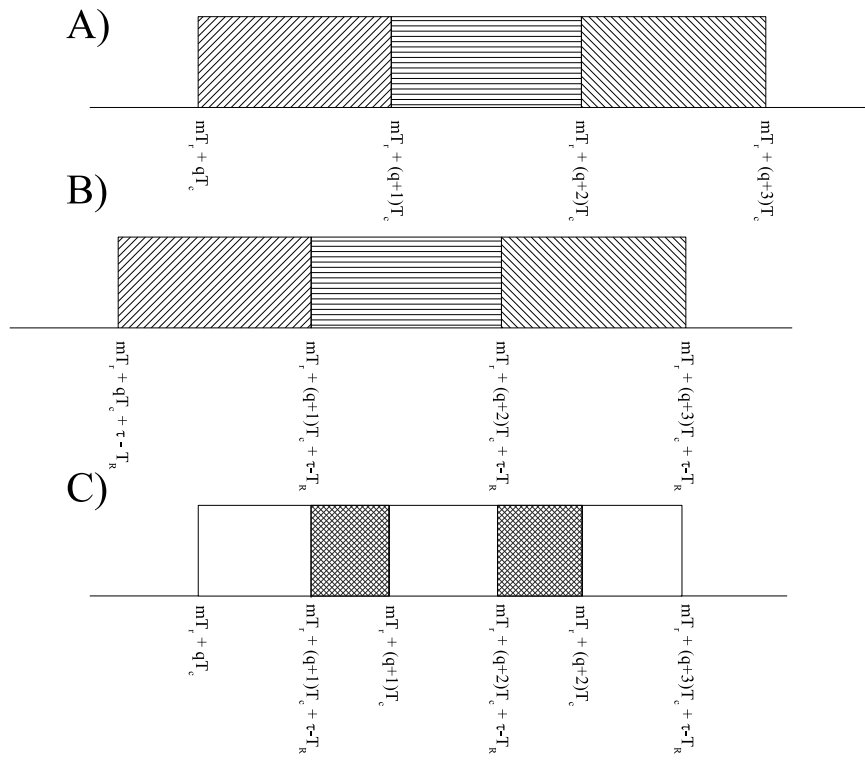 A)
mT_r + qT_c
mT_r + (q+1)T_c
mT_r + (q+2)T_c
mT_r + (q+3)T_c
B)
mT_r + qT_c + τ - T_R
mT_r + (q+1)T_c + τ-T_R
mT_r + (q+2)T_c + τ-T_R
mT_r + (q+3)T_c + τ-T_R
C)
mT_r + qT_c
mT_r + (q+1)T_c + τ-T_R
mT_r + (q+1)T_c
mT_r + (q+2)T_c + τ-T_R
mT_r + (q+2)T_c
mT_r + (q+3)T_c + τ-T_R